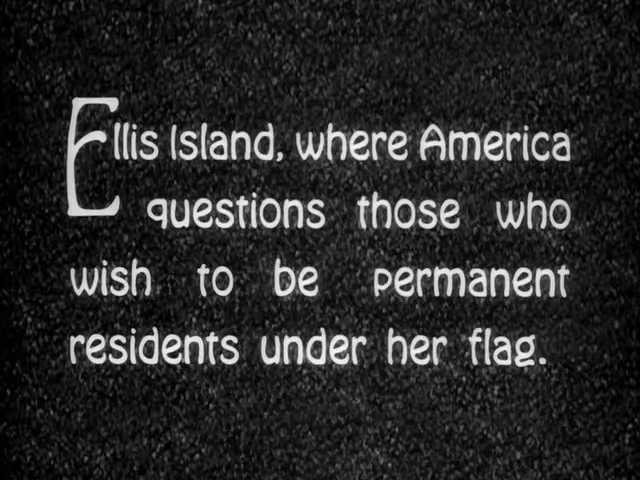 Ellis Island, where America
questions those who
wish to be permanent
residents under her flag.